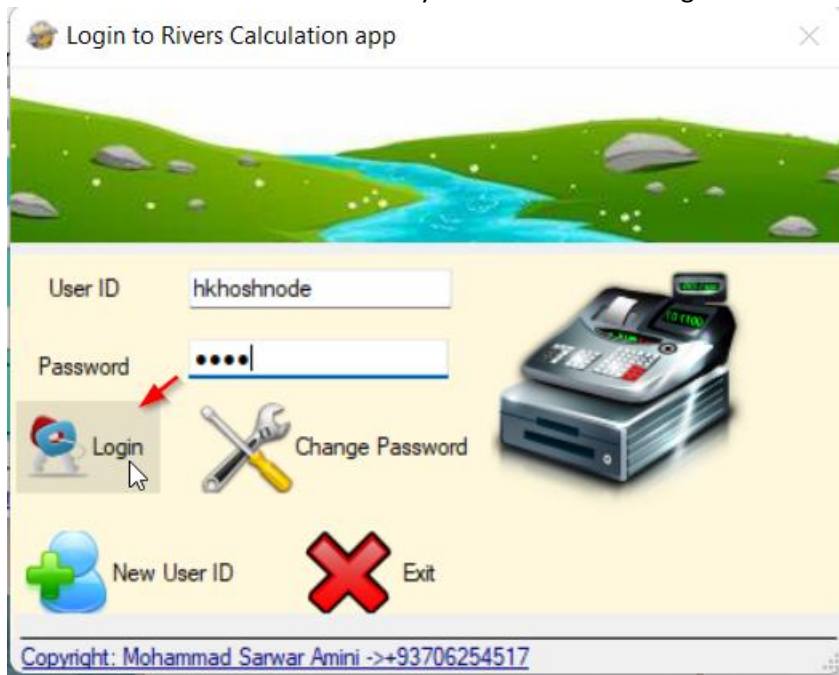 Login to Rivers Calculation app
User ID
hkhoshnode
Password
Login
Change Password
New User ID
Exit
Copyright: Mohammad Sarwar Amini ->+93706254517